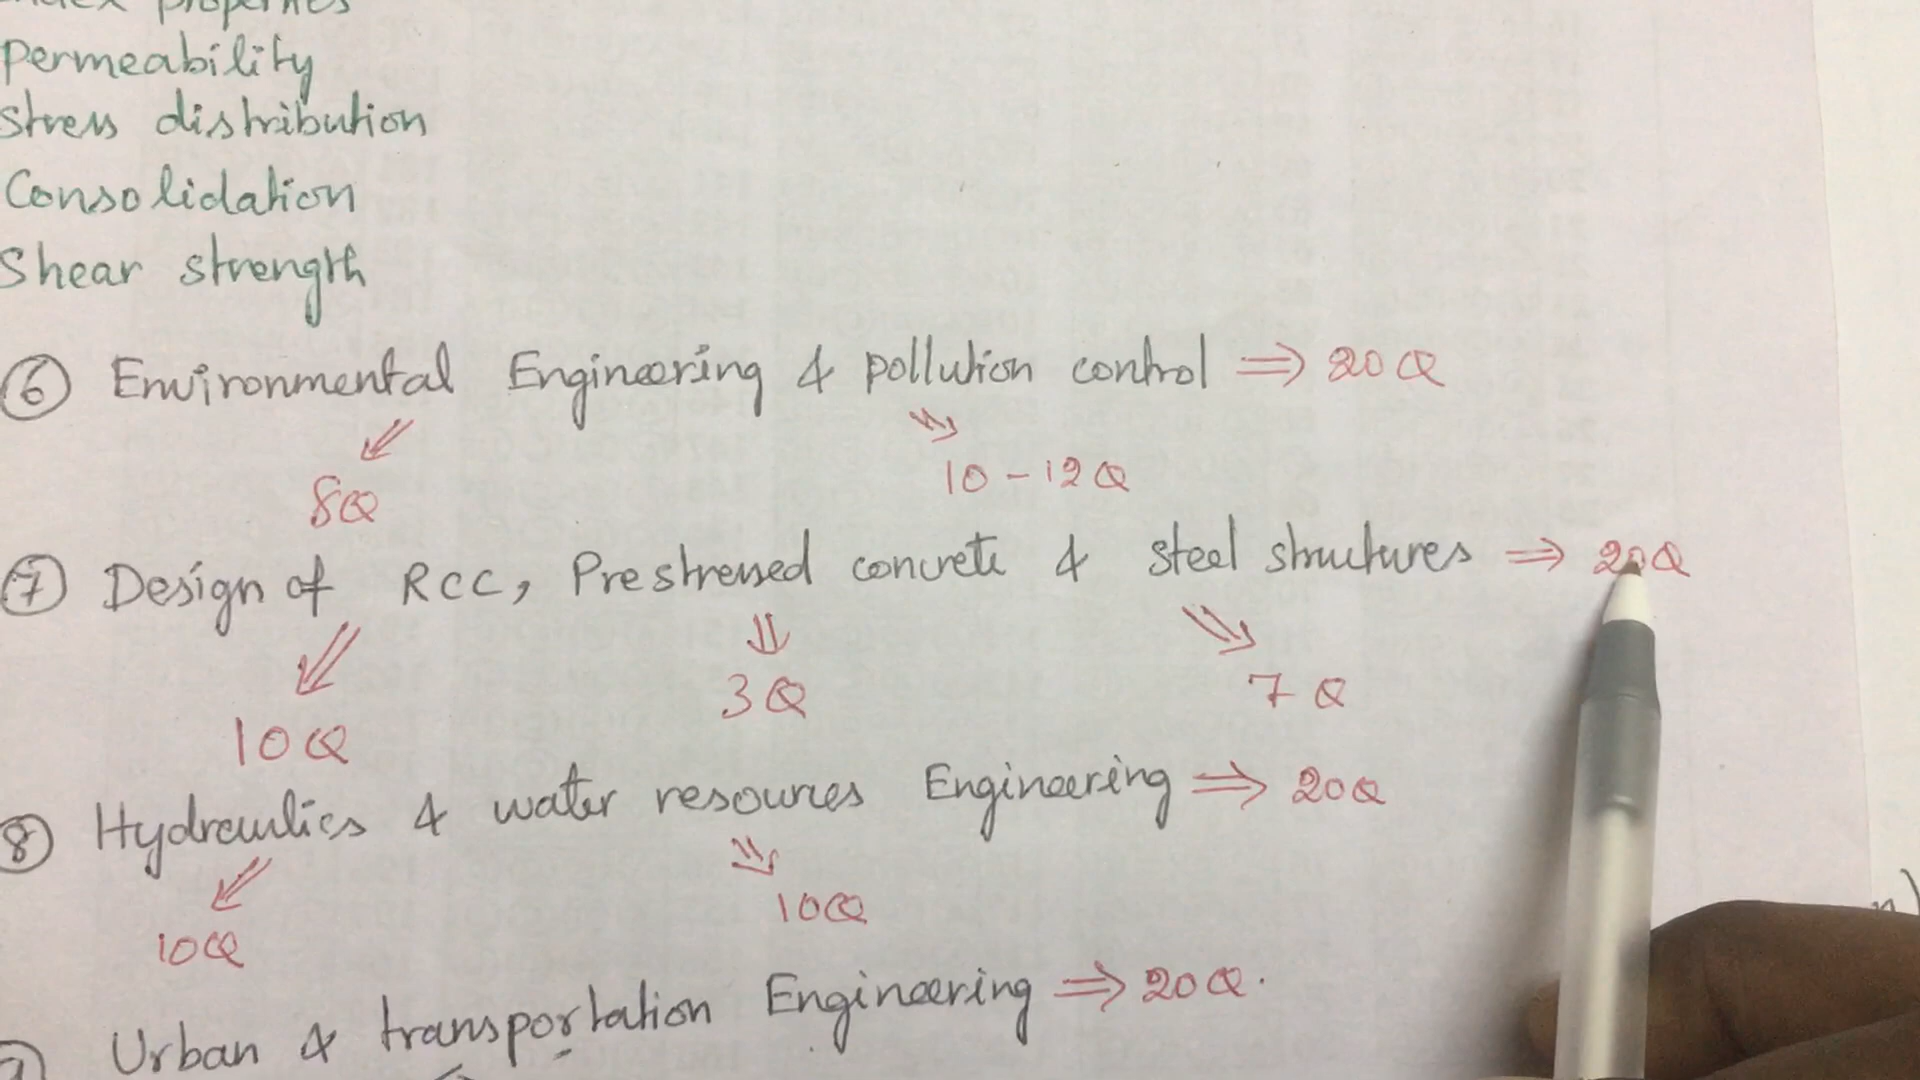 Index properties
Permeability
Stress distribution
Consolidation
Shear strength
⑥ Environmental Engineering & pollution control ⇒ 20Q
8Q 10-12Q
⑦ Design of RCC, Prestressed concrete & steel structures ⇒ 20Q
10Q 3Q 7Q
⑧ Hydraulics & water resources Engineering ⇒ 20Q
10Q 10Q
Urban & transportation Engineering ⇒ 20Q.